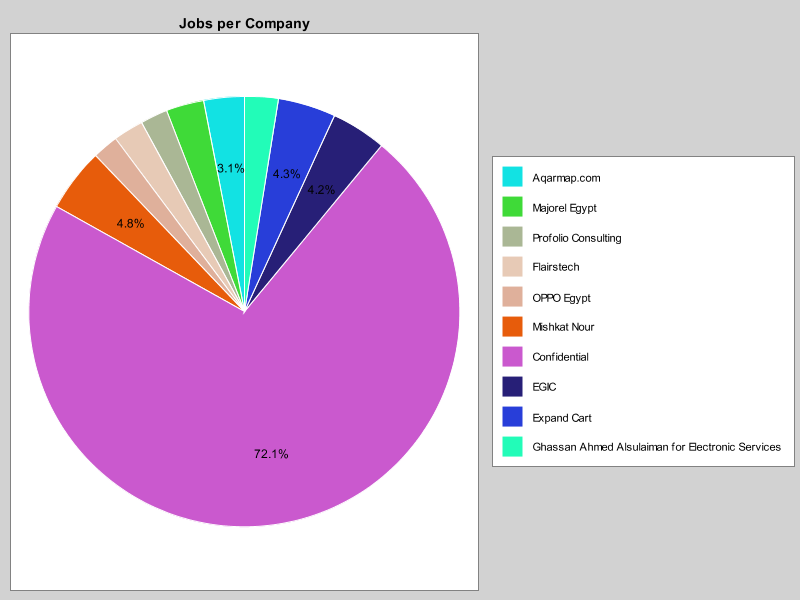 Jobs per Company
3.1%
4.3%
4.2%
4.8%
72.1%
Aqarmap.com
Majorel Egypt
Profolio Consulting
Flairstech
OPPO Egypt
Mishkat Nour
Confidential
EGIC
Expand Cart
Ghassan Ahmed Alsulaiman for Electronic Services